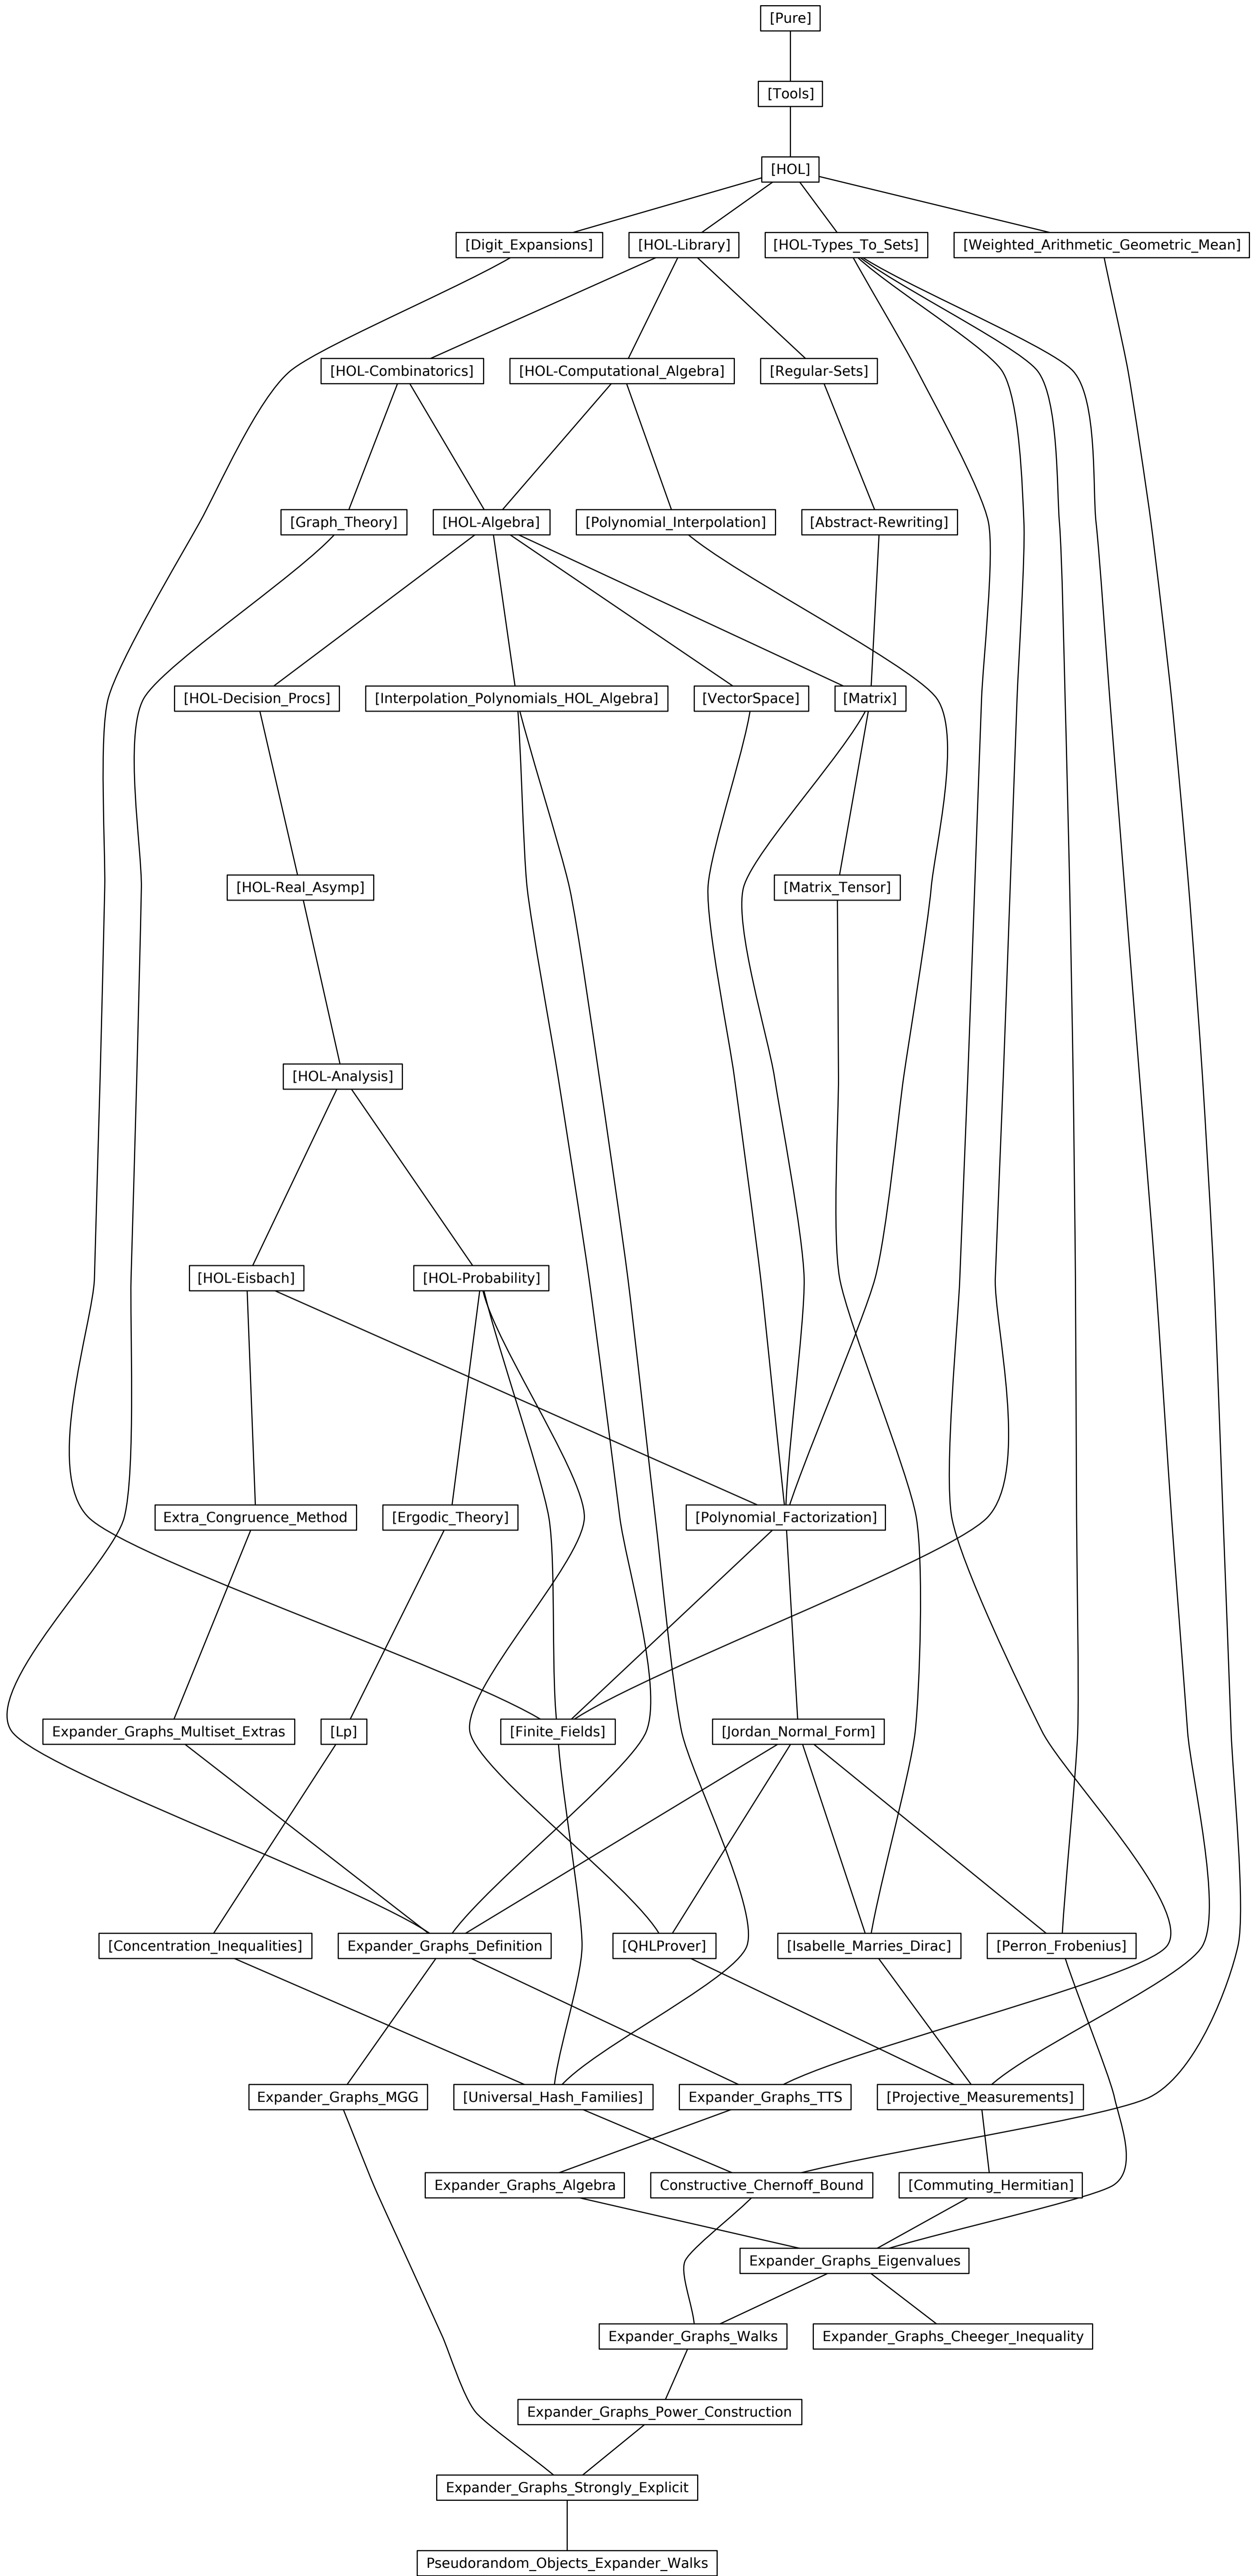 [Pure]
[Tools]
[HOL]
[Digit_Expansions]
[HOL-Library]
[HOL-Types_To_Sets]
[Weighted_Arithmetic_Geometric_Mean]
[HOL-Combinatorics]
[HOL-Computational_Algebra]
[Regular-Sets]
[Graph_Theory]
[HOL-Algebra]
[Polynomial_Interpolation]
[Abstract-Rewriting]
[HOL-Decision_Procs]
[Interpolation_Polynomials_HOL_Algebra]
[VectorSpace]
[Matrix]
[HOL-Real_Asymp]
[Matrix_Tensor]
[HOL-Analysis]
[HOL-Eisbach]
[HOL-Probability]
Extra_Congruence_Method
[Ergodic_Theory]
[Polynomial_Factorization]
Expander_Graphs_Multiset_Extras
[Lp]
[Finite_Fields]
[Jordan_Normal_Form]
[Concentration_Inequalities]
Expander_Graphs_Definition
[QHLProver]
[Isabelle_Marries_Dirac]
[Perron_Frobenius]
Expander_Graphs_MGG
[Universal_Hash_Families]
Expander_Graphs_TTS
[Projective_Measurements]
Expander_Graphs_Algebra
Constructive_Chernoff_Bound
[Commuting_Hermitian]
Expander_Graphs_Eigenvalues
Expander_Graphs_Walks
Expander_Graphs_Cheeger_Inequality
Expander_Graphs_Power_Construction
Expander_Graphs_Strongly_Explicit
Pseudorandom_Objects_Expander_Walks